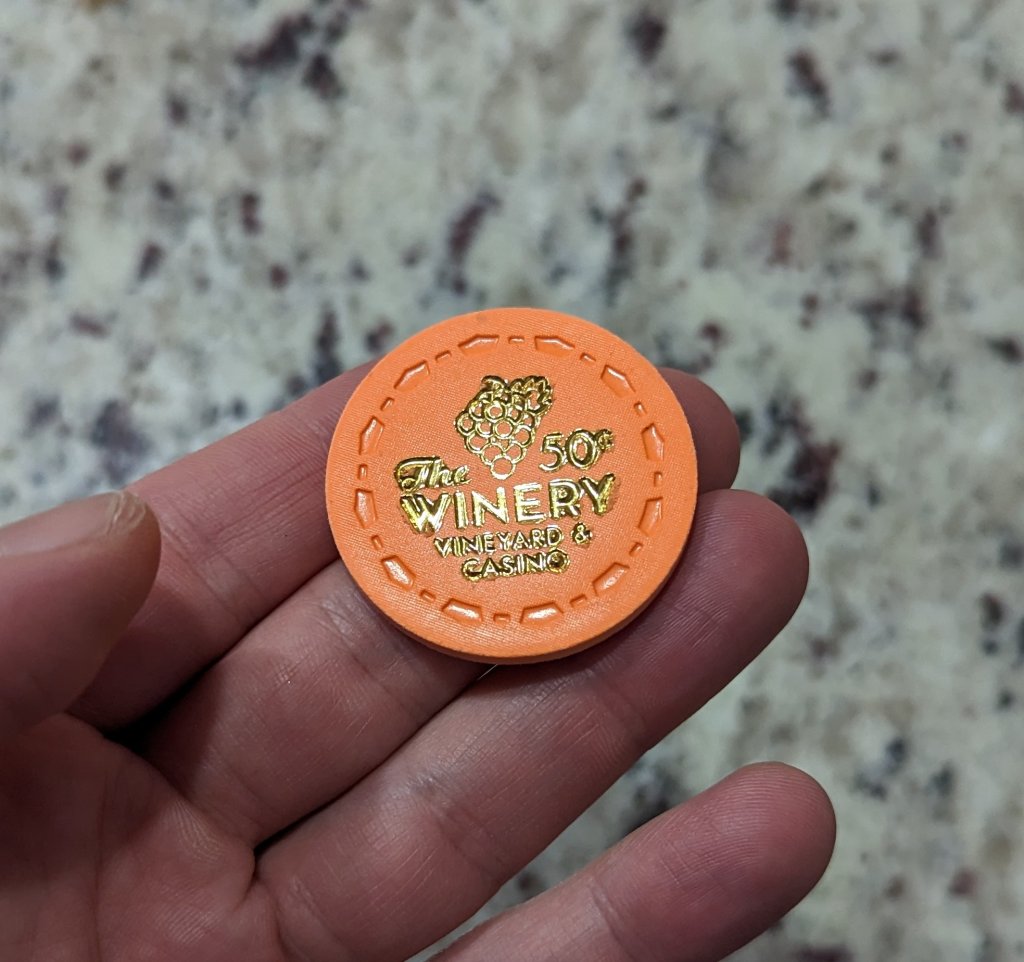 50¢
The
WINERY
VINEYARD &
CASINO